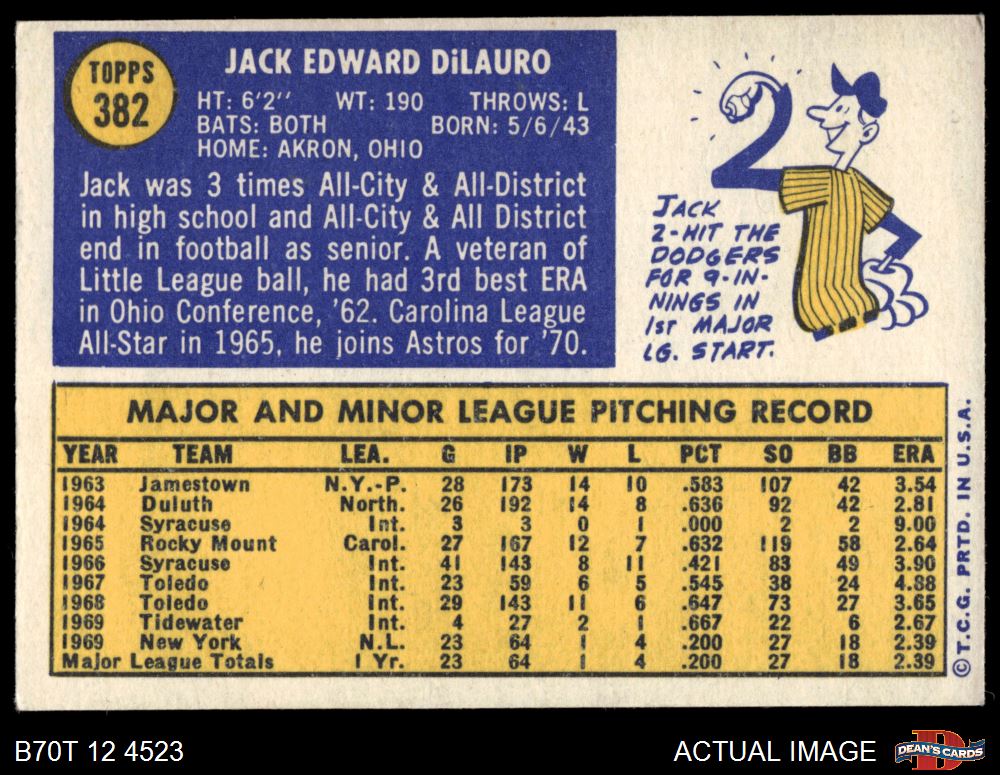 TOPPS
382
JACK EDWARD DiLAURO
HT: 6'2'' WT: 190 THROWS: L
BATS: BOTH BORN: 5/6/43
HOME: AKRON, OHIO
Jack was 3 times All-City & All-District
in high school and All-City & All District
end in football as senior. A veteran of
Little League ball, he had 3rd best ERA
in Ohio Conference, '62. Carolina League
All-Star in 1965, he joins Astros for '70.
2
JACK
2-HIT THE
DODGERS
FOR 9-IN-
NINGS IN
1ST MAJOR
LG. START.
MAJOR AND MINOR LEAGUE PITCHING RECORD
YEAR TEAM LEA. G IP W L PCT SO BB ERA
1963 Jamestown N.Y.-P. 28 173 14 10 .583 107 42 3.54
1964 Duluth North. 26 192 14 8 .636 92 42 2.81
1964 Syracuse Int. 3 3 0 1 .000 2 2 9.00
1965 Rocky Mount Carol. 27 167 12 7 .632 119 58 2.64
1966 Syracuse Int. 41 143 8 11 .421 83 49 3.90
1967 Toledo Int. 23 59 6 5 .545 38 24 4.88
1968 Toledo Int. 29 143 11 6 .647 73 27 3.65
1969 Tidewater Int. 4 27 2 1 .667 22 6 2.67
1969 New York N.L. 23 64 1 4 .200 27 18 2.39
Major League Totals 1 Yr. 23 64 1 4 .200 27 18 2.39
© T.C.G. PRTD. IN U.S.A.
B70T 12 4523
ACTUAL IMAGE
DEAN'S CARDS